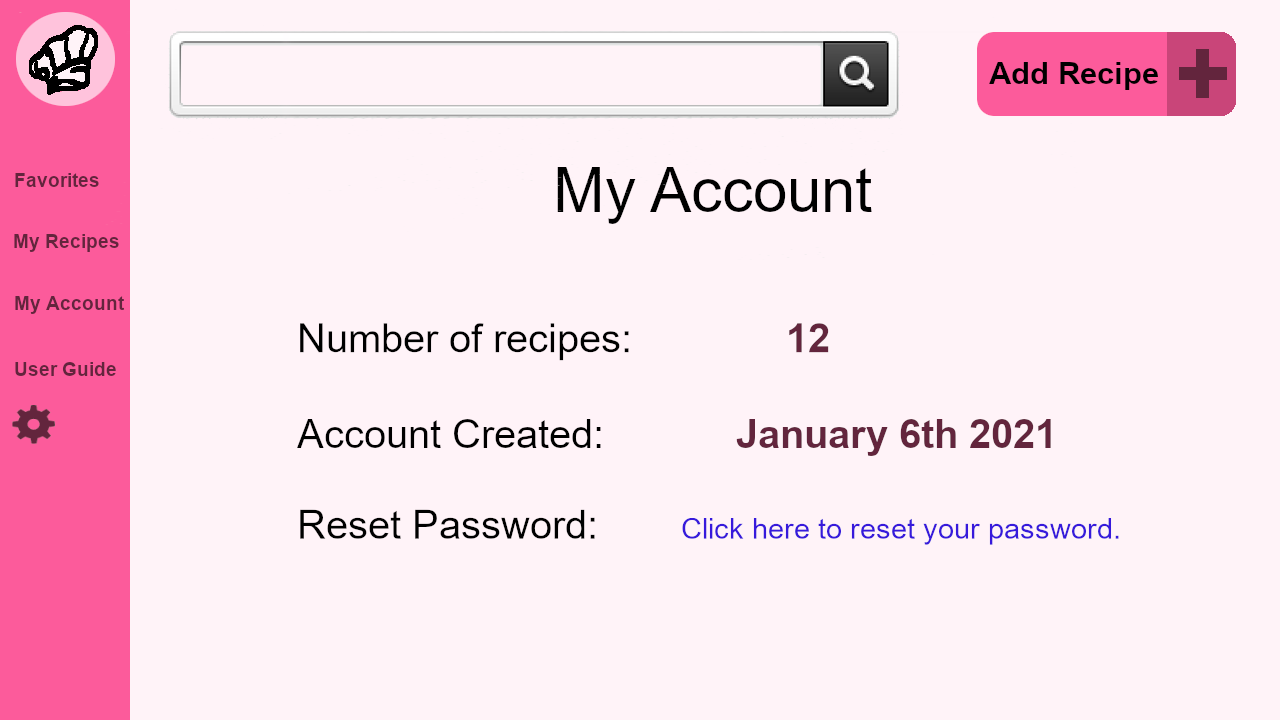 Add Recipe
My Account
Favorites
My Recipes
My Account
User Guide
Number of recipes: 12
Account Created: January 6th 2021
Reset Password: Click here to reset your password.